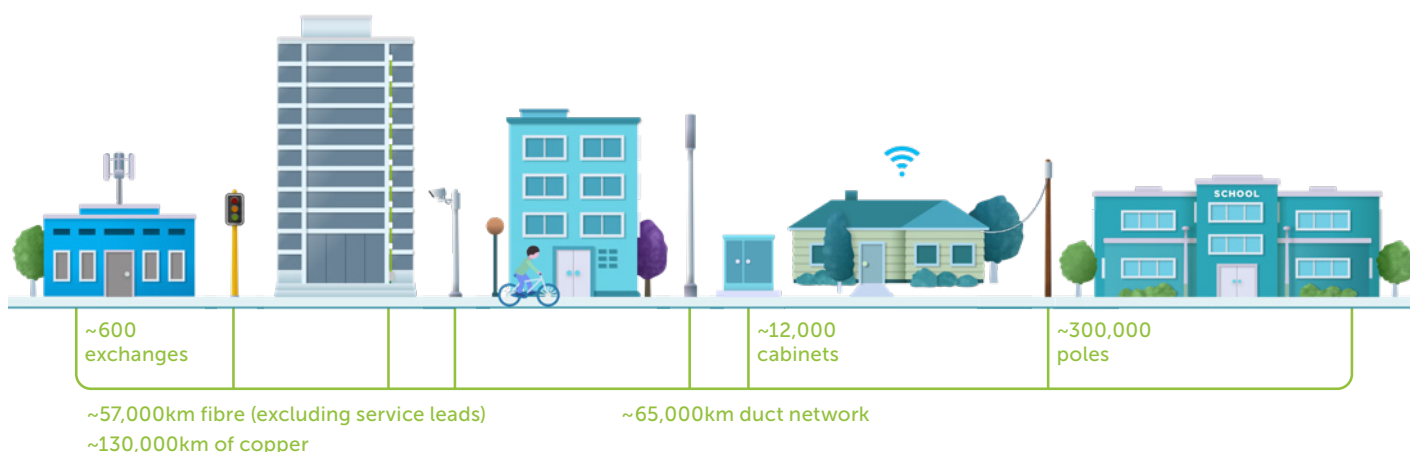 SCHOOL
~600
exchanges
~12,000
cabinets
~300,000
poles
~57,000km fibre (excluding service leads)
~65,000km duct network
~130,000km of copper